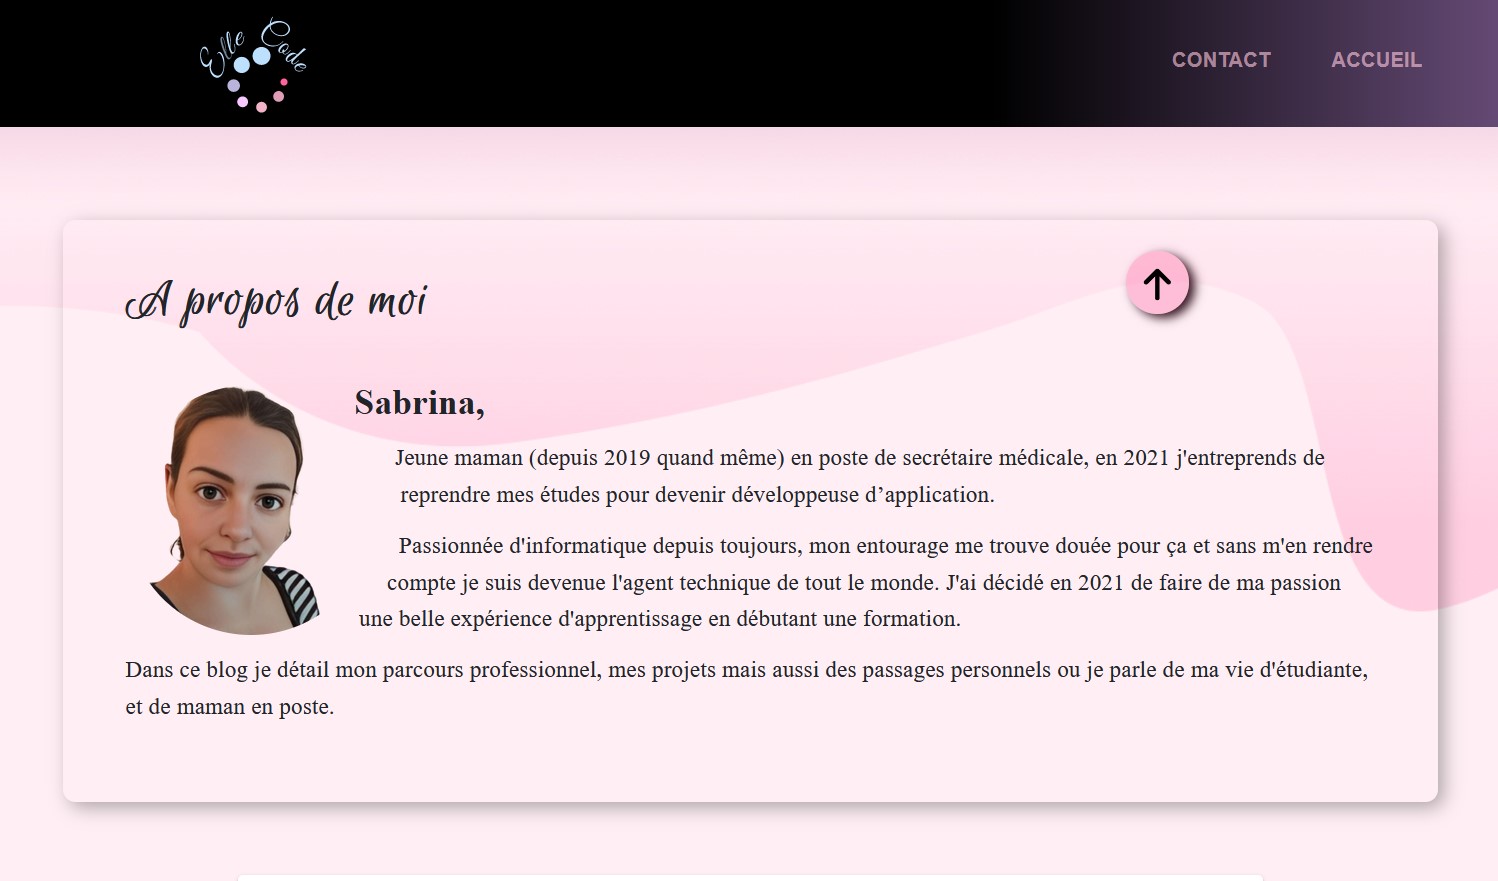 Elle Code
CONTACT
ACCUEIL
A propos de moi
Sabrina,
Jeune maman (depuis 2019 quand même) en poste de secrétaire médicale, en 2021 j'entreprends de
reprendre mes études pour devenir développeuse d’application.
Passionnée d'informatique depuis toujours, mon entourage me trouve douée pour ça et sans m'en rendre
compte je suis devenue l'agent technique de tout le monde. J'ai décidé en 2021 de faire de ma passion
une belle expérience d'apprentissage en débutant une formation.
Dans ce blog je détail mon parcours professionnel, mes projets mais aussi des passages personnels ou je parle de ma vie d'étudiante,
et de maman en poste.